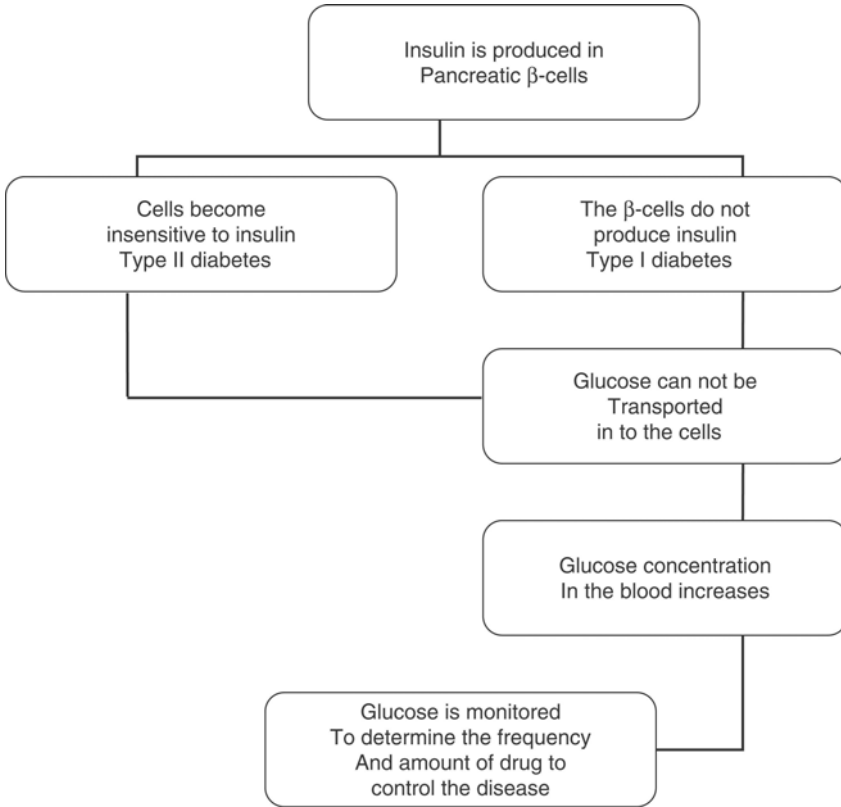 Insulin is produced in
Pancreatic β-cells
Cells become
insensitive to insulin
Type II diabetes
The β-cells do not
produce insulin
Type I diabetes
Glucose can not be
Transported
in to the cells
Glucose concentration
In the blood increases
Glucose is monitored
To determine the frequency
And amount of drug to
control the disease